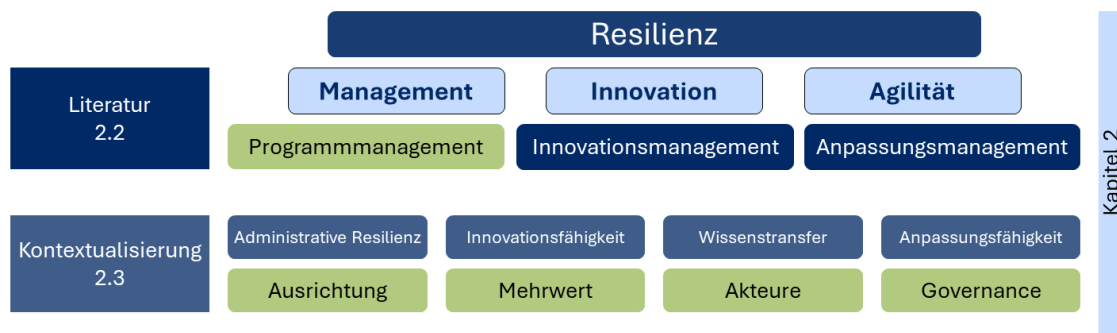 Resilienz
Literatur
2.2
Management
Innovation
Agilität
Programmmanagement
Innovationsmanagement
Anpassungsmanagement
Kontextualisierung
2.3
Administrative Resilienz
Innovationsfähigkeit
Wissenstransfer
Anpassungsfähigkeit
Ausrichtung
Mehrwert
Akteure
Governance
Kapitel 2